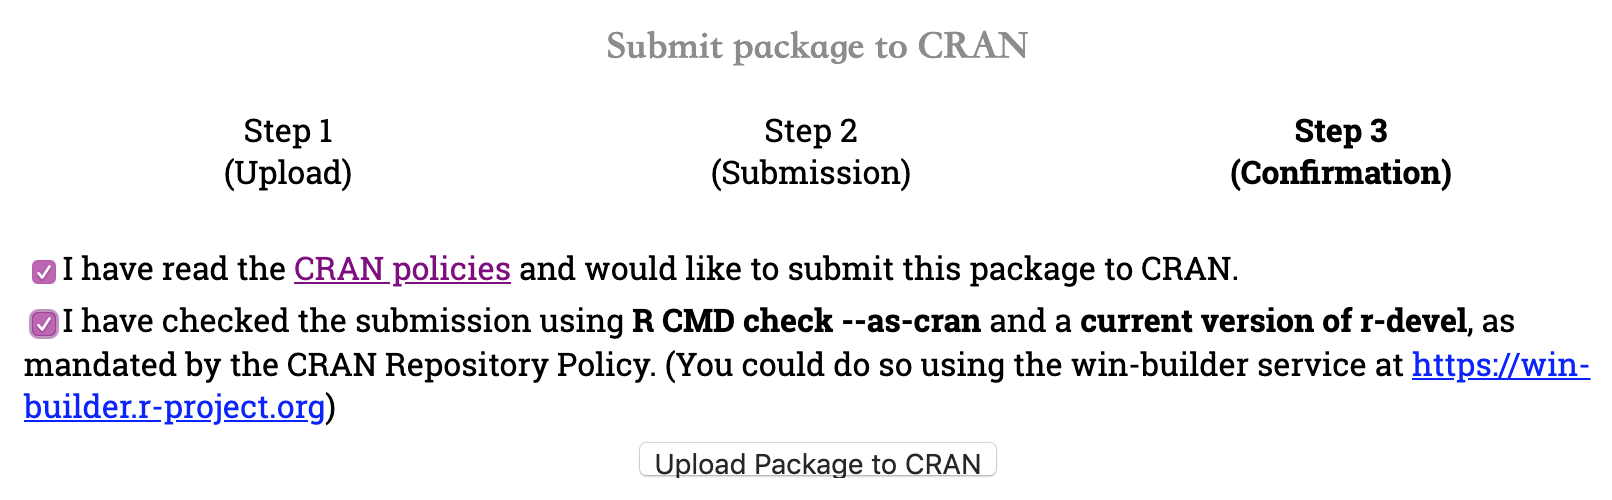 Submit package to CRAN
Step 1 Step 2 Step 3
(Upload) (Submission) (Confirmation)
I have read the CRAN policies and would like to submit this package to CRAN.
I have checked the submission using R CMD check --as-cran and a current version of r-devel, as
mandated by the CRAN Repository Policy. (You could do so using the win-builder service at https://win-
builder.r-project.org)
Upload Package to CRAN